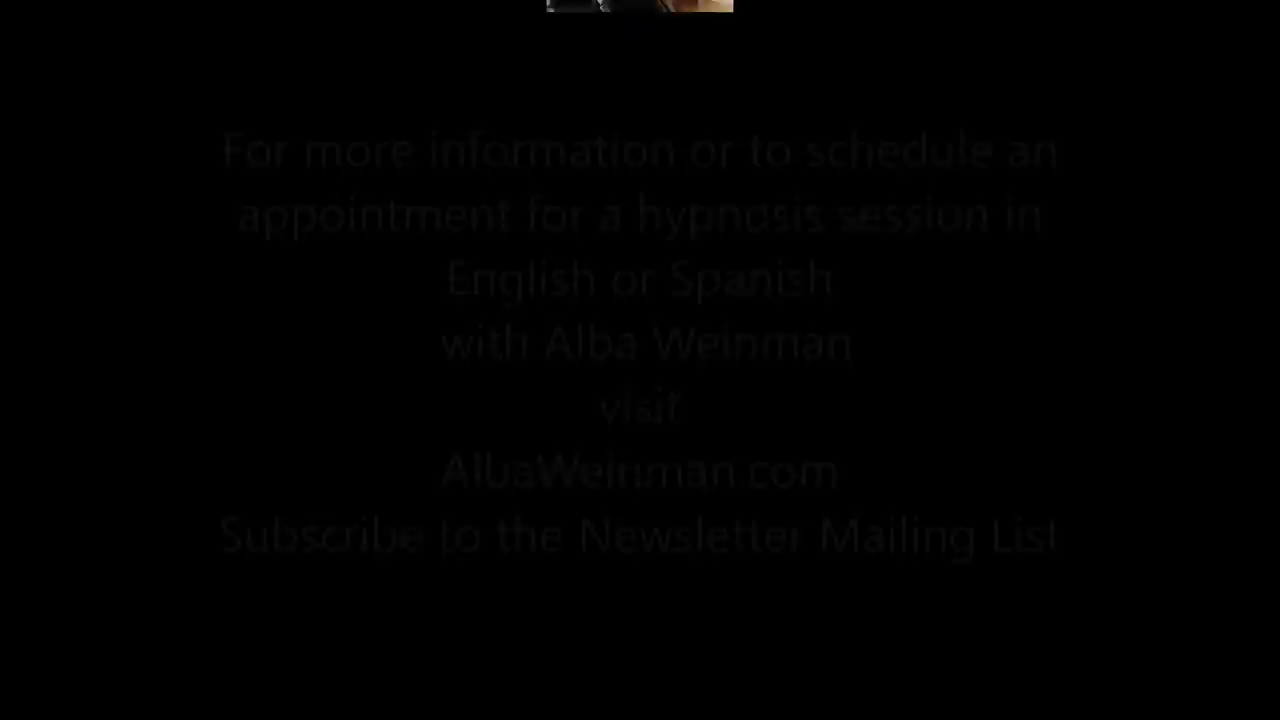 For more information or to schedule an
appointment for a hypnosis session in
English or Spanish
with Alba Weinman
visit
AlbaWeinman.com
Subscribe to the Newsletter Mailing List